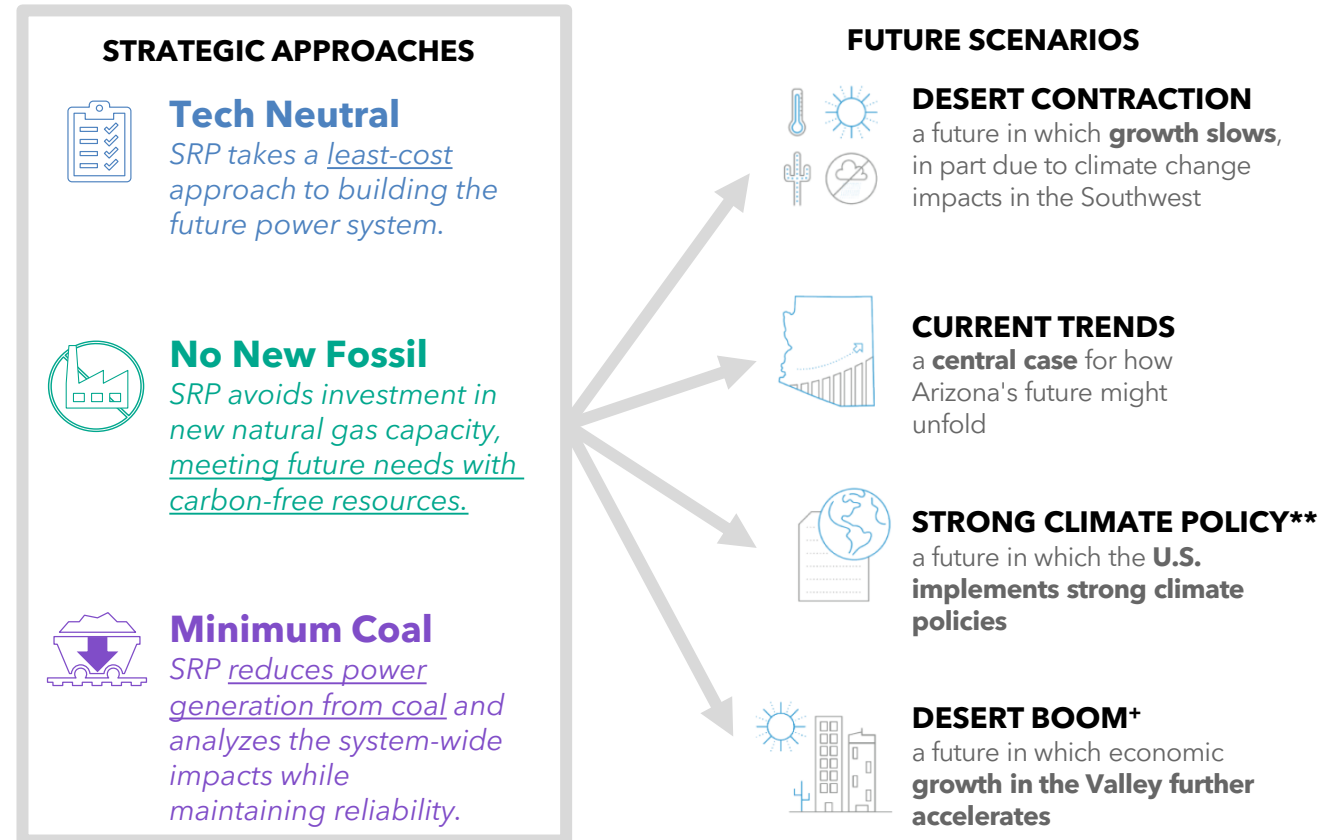 STRATEGIC APPROACHES
Tech Neutral
SRP takes a least-cost
approach to building the
future power system.
No New Fossil
SRP avoids investment in
new natural gas capacity,
meeting future needs with
carbon-free resources.
Minimum Coal
SRP reduces power
generation from coal and
analyzes the system-wide
impacts while
maintaining reliability.
FUTURE SCENARIOS
DESERT CONTRACTION
a future in which growth slows,
in part due to climate change
impacts in the Southwest
CURRENT TRENDS
a central case for how
Arizona's future might
unfold
STRONG CLIMATE POLICY**
a future in which the U.S.
implements strong climate
policies
DESERT BOOM+
a future in which economic
growth in the Valley further
accelerates